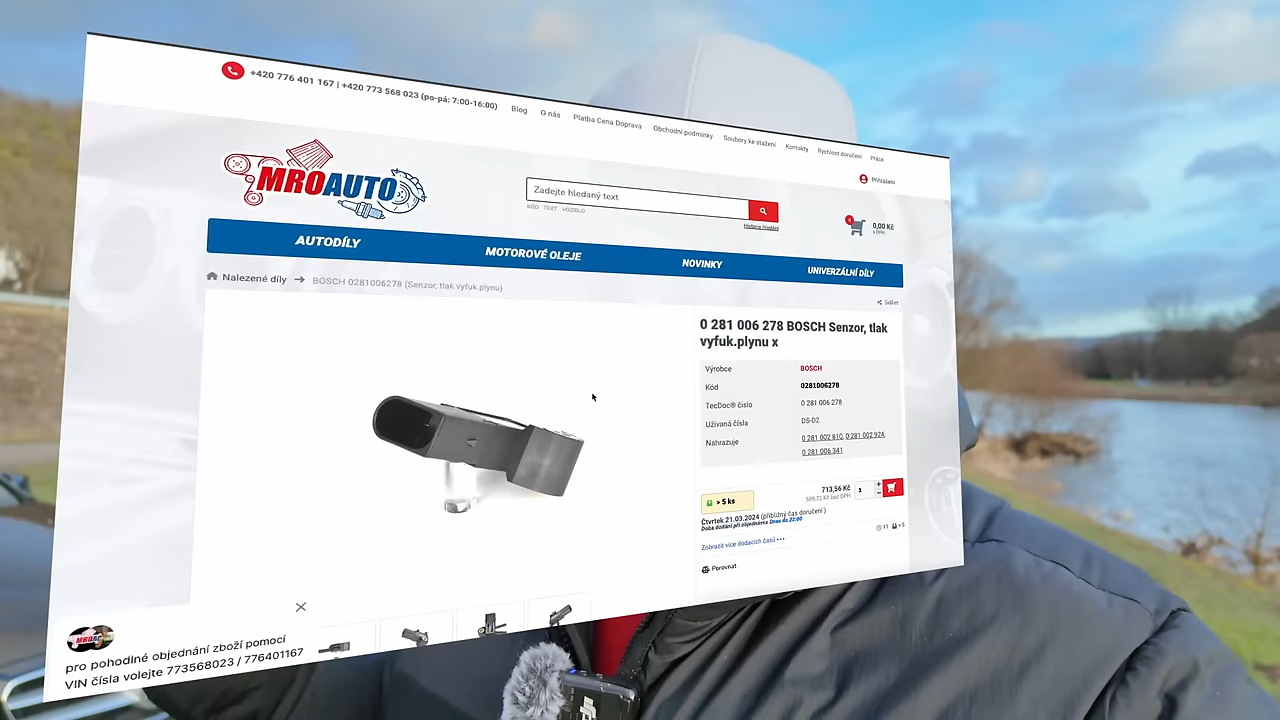 +420 776 401 167 | +420 773 568 023 (po-pá: 7:00-16:00)
Blog
O nás
Platba Cena Doprava
Obchodní podmínky
Soubory ke stažení
Kontakty
Rychlost doručení
Práce
Přihlášení
MROAUTO
Zadejte hledaný text
KÓD TEXT VOZIDLO
Historie hledání
0
0,00 Kč
s DPH
AUTODÍLY
MOTOROVÉ OLEJE
NOVINKY
UNIVERZÁLNÍ DÍLY
Nalezené díly → BOSCH 0281006278 (Senzor, tlak vyfuk.plynu)
Sdílet
0 281 006 278 BOSCH Senzor, tlak
vyfuk.plynu x
Výrobce BOSCH
Kód 0281006278
TecDoc® číslo 0 281 006 278
Užívaná čísla DS-D2
Nahrazuje 0 281 002 810, 0 281 002 924,
0 281 006 341
> 5 ks
713,56 Kč
589,72 Kč bez DPH
1
+
−
Čtvrtek 21.03.2024 (přibližný čas doručení )
Doba dodání při objednávce Dnes do 22:00
11 > 5
Zobrazit více dodacích časů •••
Porovnat
MROAUTO
pro pohodlné objednání zboží pomocí
VIN čísla volejte 773568023 / 776401167